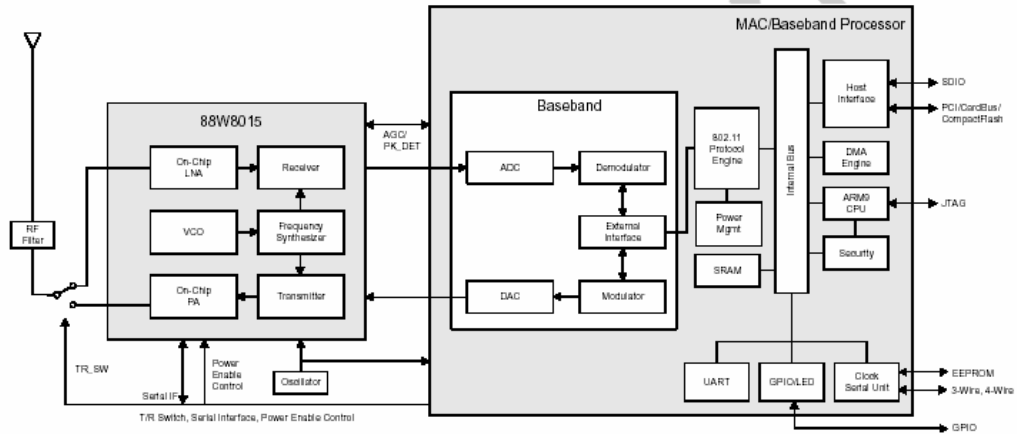 MAC/Baseband Processor
88W8015
On-Chip
LNA
Receiver
VCO
Frequency
Synthesizer
On-Chip
PA
Transmitter
RF
Filter
TR_SW
Serial IF
Power
Enable
Control
Oscillator
T/R Switch, Serial Interface, Power Enable Control
AGC/
PK_DET
Baseband
ADC
Demodulator
External
Interface
DAC
Modulator
802.11
Protocol
Engine
Power
Mgmt
SRAM
Internal Bus
Host
Interface
DMA
Engine
ARM9
CPU
Security
UART
GPIO/LED
Clock
Serial Unit
SDIO
PCI/CardBus/
CompactFlash
JTAG
EEPROM
3-Wire, 4-Wire
GPIO